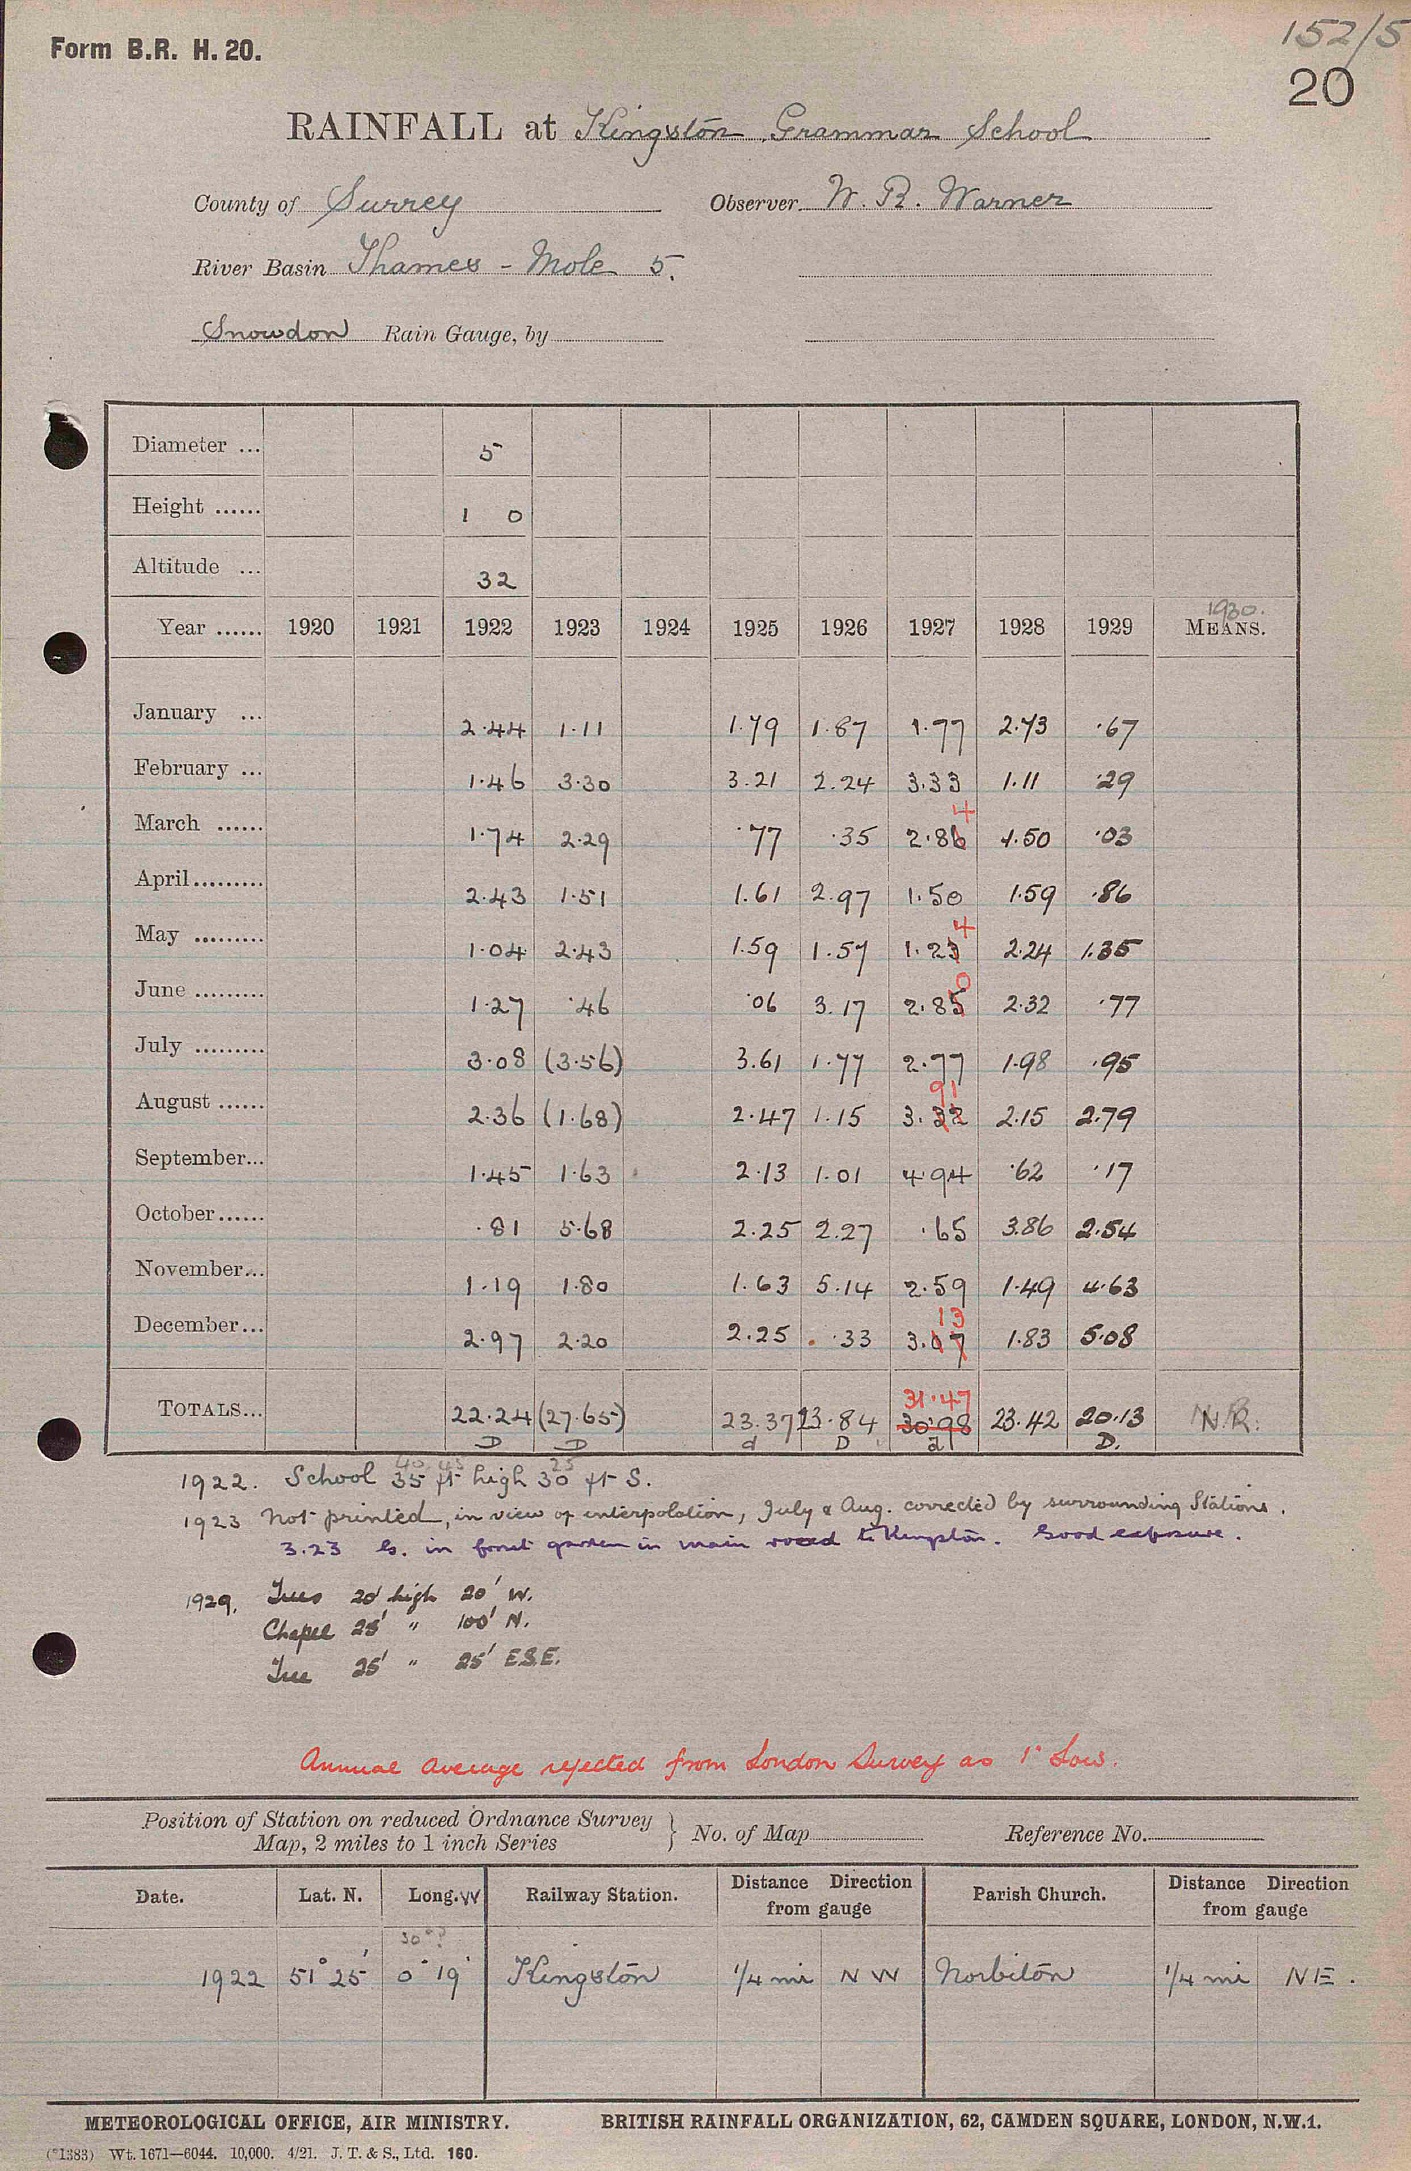 152/5
Form B.R. H. 20.
20
RAINFALL at Kingston Grammar School
County of Surrey Observer W. R. Warner
River Basin Thames - Mole 5.
Snowdon Rain Gauge, by
Diameter ... 5
Height ...... 1 0
Altitude ... 32
1930.
Year ...... 1920 1921 1922 1923 1924 1925 1926 1927 1928 1929 MEANS.
January ... 2.44 1.11 1.79 1.87 1.77 2.73 .67
February ... 1.46 3.30 3.21 2.24 3.33 1.11 .29
4
March ...... 1.74 2.29 .77 .35 2.86 1.50 .03
April ......... 2.43 1.51 1.61 2.97 1.50 1.59 .86
4
May ......... 1.04 2.43 1.59 1.57 1.23 2.24 1.35
0
June ......... 1.27 .46 .06 3.17 2.85 2.32 .77
July ......... 3.08 (3.56) 3.61 1.77 2.77 1.98 .95
91
August ...... 2.36 (1.68) 2.47 1.15 3.32 2.15 2.79
September... 1.45 1.63 2.13 1.01 4.94 .62 .17
October...... .81 5.68 2.25 2.27 .65 3.86 2.54
November... 1.19 1.80 1.63 5.14 2.59 1.49 4.63
13
December... 2.97 2.20 2.25 .33 3.07 1.83 5.08
31.47
TOTALS... 22.24 (27.65) 23.37 23.84 30.98 23.42 20.13 N.R.
D D d D d D.
40.45 25
1922. School 35 ft high 30 ft S.
1923 Not printed, in view of interpolation, July & Aug. corrected by surrounding Stations.
3.23 G. in front garden in main road to Kingston. Good exposure.
1929. Trees 20' high 20' W.
Chapel 25' " 100' N.
Tree 25' " 25' E.S.E.
Annual Average rejected from London Survey as 1" Low.
Position of Station on reduced Ordnance Survey
Map, 2 miles to 1 inch Series } No. of Map Reference No.
Date. Lat. N. Long. W Railway Station. Distance Direction from gauge Parish Church. Distance Direction from gauge
30"?
1922 51° 25' 0° 19' Kingston 1/4 mi N W Norbiton 1/4 mi NE.
METEOROLOGICAL OFFICE, AIR MINISTRY. BRITISH RAINFALL ORGANIZATION, 62, CAMDEN SQUARE, LONDON, N.W.1.
(*1383) Wt. 1671—6044. 10,000. 4/21. J. T. & S., Ltd. 160.